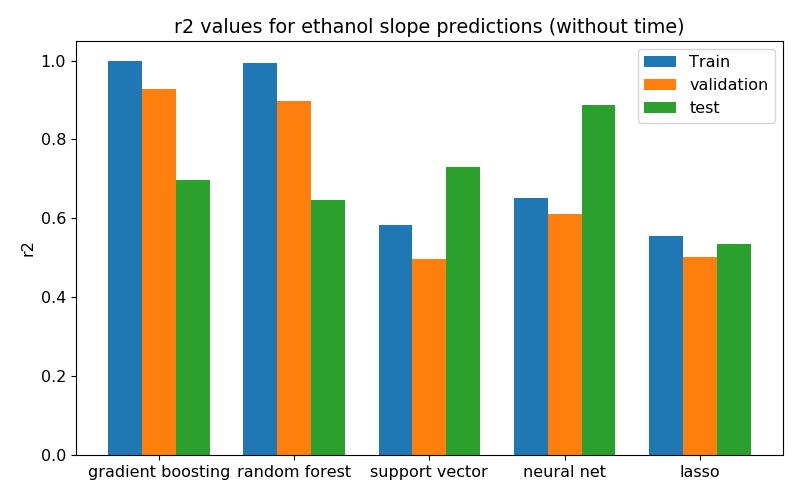 r2 values for ethanol slope predictions (without time)
Train
validation
test
1.0
0.8
0.6
0.4
0.2
0.0
r2
gradient boosting random forest support vector neural net lasso